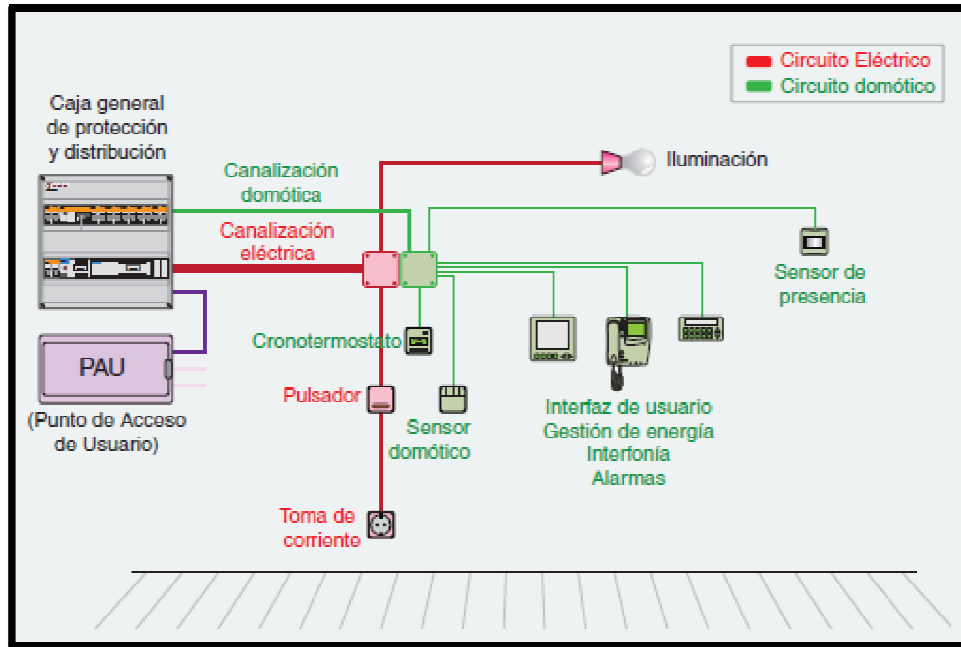 Circuito Eléctrico
Circuito domótico
Caja general
de protección
y distribución
Canalización
domótica
Canalización
eléctrica
Iluminación
Sensor de
presencia
Cronotermostato
PAU
(Punto de Acceso
de Usuario)
Pulsador
Sensor
domótico
Interfaz de usuario
Gestión de energía
Interfonía
Alarmas
Toma de
corriente